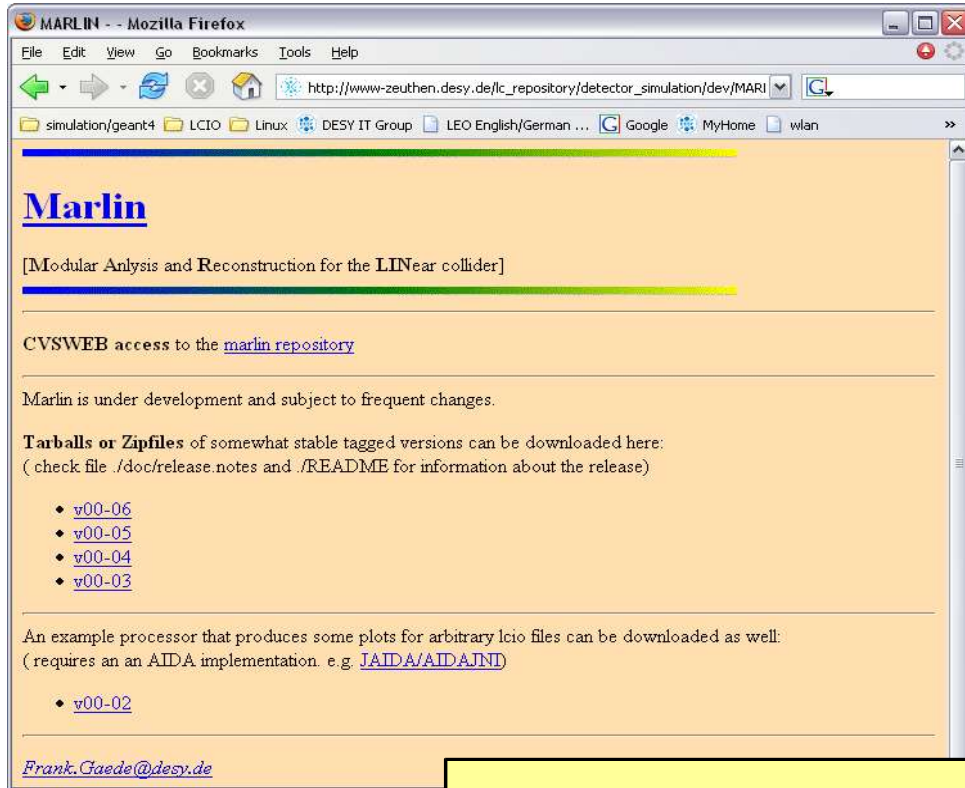 MARLIN - - Mozilla Firefox
File Edit View Go Bookmarks Tools Help
http://www-zeuthen.desy.de/lc_repository/detector_simulation/dev/MARI
simulation/geant4 LCIO Linux DESY IT Group LEO English/German ... Google MyHome wlan »
Marlin
[Modular Anlysis and Reconstruction for the LINear collider]
CVSWEB access to the marlin repository
Marlin is under development and subject to frequent changes.
Tarballs or Zipfiles of somewhat stable tagged versions can be downloaded here:
( check file ./doc/release.notes and ./README for information about the release)
• v00-06
• v00-05
• v00-04
• v00-03
An example processor that produces some plots for arbitrary lcio files can be downloaded as well:
( requires an an AIDA implementation. e.g. JAIDA/AIDAJNI)
• v00-02
Frank.Gaede@desy.de